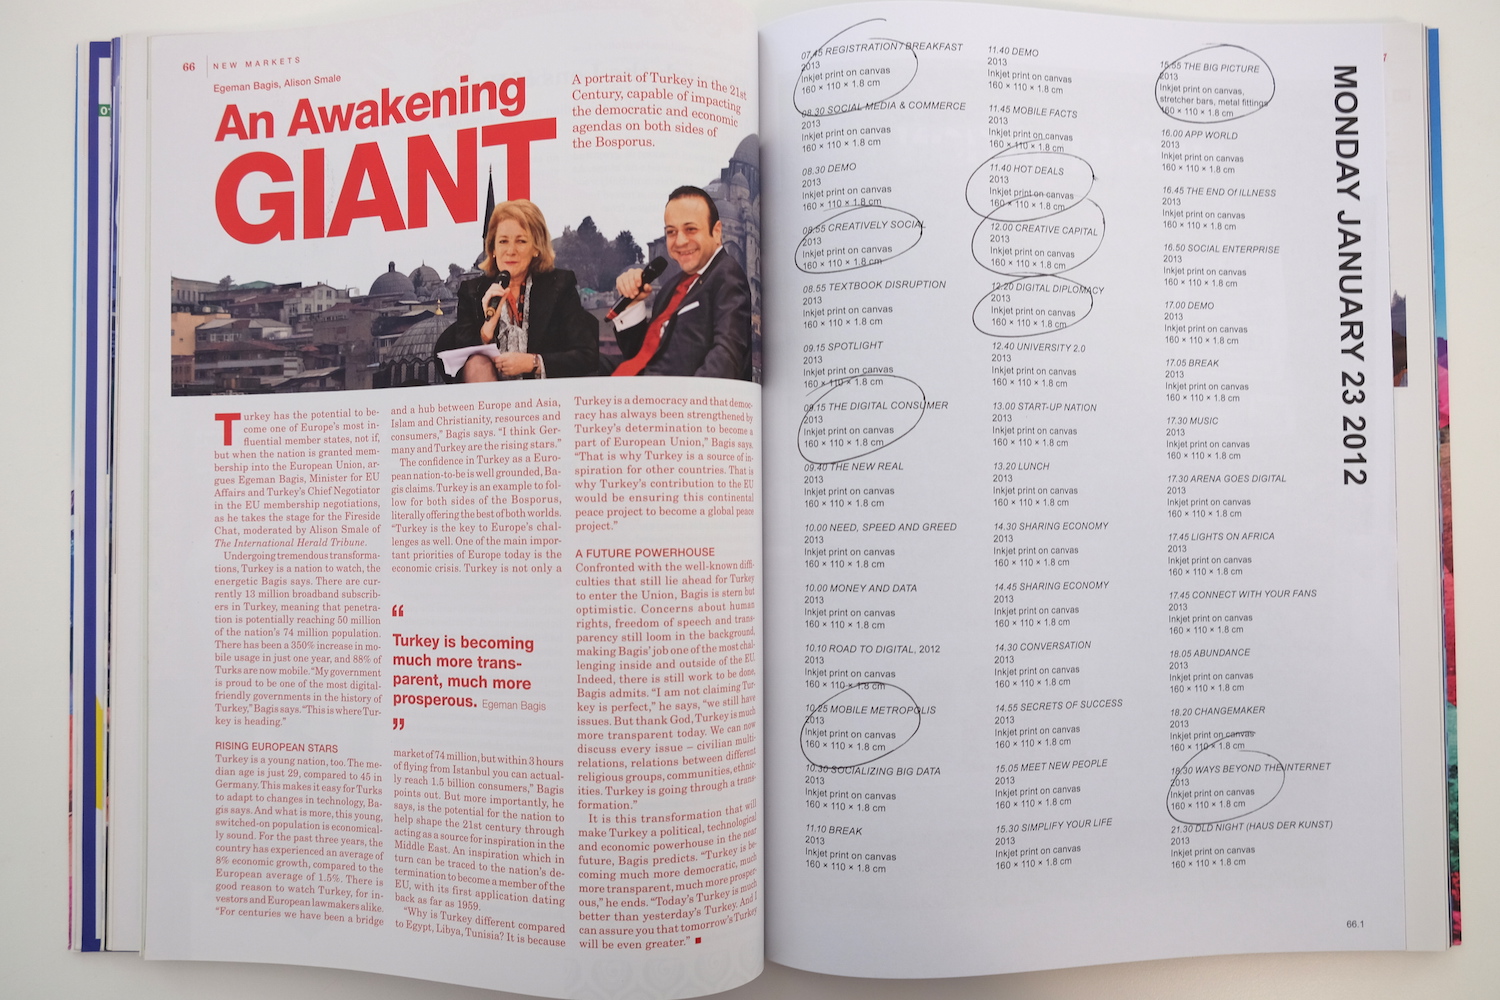 66 NEW MARKETS
Egeman Bagis, Alison Smale
An Awakening
GIANT
A portrait of Turkey in the 21st
Century, capable of impacting
the democratic and economic
agendas on both sides of
the Bosporus.
Turkey has the potential to be-
come one of Europe's most in-
fluential member states, not if,
but when the nation is granted mem-
bership into the European Union, ar-
gues Egeman Bagis, Minister for EU
Affairs and Turkey's Chief Negotiator
in the EU membership negotiations,
as he takes the stage for the Fireside
Chat, moderated by Alison Smale of
The International Herald Tribune.
Undergoing tremendous transforma-
tions, Turkey is a nation to watch, the
energetic Bagis says. There are cur-
rently 13 million broadband subscrib-
ers in Turkey, meaning that penetra-
tion is potentially reaching 50 million
of the nation's 74 million population.
There has been a 350% increase in mo-
bile usage in just one year, and 88% of
Turks are now mobile. "My government
is proud to be one of the most digital-
friendly governments in the history of
Turkey," Bagis says. "This is where Tur-
key is heading."
RISING EUROPEAN STARS
Turkey is a young nation, too. The me-
dian age is just 29, compared to 45 in
Germany. This makes it easy for Turks
to adapt to changes in technology, Ba-
gis says. And what is more, this young,
switched-on population is economical-
ly sound. For the past three years, the
country has experienced an average of
8% economic growth, compared to the
European average of 1.5%. There is
good reason to watch Turkey, for in-
vestors and European lawmakers alike.
"For centuries we have been a bridge
and a hub between Europe and Asia,
Islam and Christianity, resources and
consumers," Bagis says. "I think Ger-
many and Turkey are the rising stars."
The confidence in Turkey as a Euro-
pean nation-to-be is well grounded, Ba-
gis claims. Turkey is an example to fol-
low for both sides of the Bosporus,
literally offering the best of both worlds.
"Turkey is the key to Europe's chal-
lenges as well. One of the main impor-
tant priorities of Europe today is the
economic crisis. Turkey is not only a
“
Turkey is becoming
much more trans-
parent, much more
prosperous. Egeman Bagis
”
market of 74 million, but within 3 hours
of flying from Istanbul you can actual-
ly reach 1.5 billion consumers," Bagis
points out. But more importantly, he
says, is the potential for the nation to
help shape the 21st century through
acting as a source for inspiration in the
Middle East. An inspiration which in
turn can be traced to the nation's de-
termination to become a member of the
EU, with its first application dating
back as far as 1959.
"Why is Turkey different compared
to Egypt, Libya, Tunisia? It is because
Turkey is a democracy and that democ-
racy has always been strengthened by
Turkey's determination to become a
part of European Union," Bagis says.
"That is why Turkey is a source of in-
spiration for other countries. That is
why Turkey's contribution to the EU
would be ensuring this continental
peace project to become a global peace
project."
A FUTURE POWERHOUSE
Confronted with the well-known diffi-
culties that still lie ahead for Turkey
to enter the Union, Bagis is stern but
optimistic. Concerns about human
rights, freedom of speech and trans-
parency still loom in the background,
making Bagis' job one of the most chal-
lenging inside and outside of the EU.
Indeed, there is still work to be done,
Bagis admits. "I am not claiming Tur-
key is perfect," he says, "we still have
issues. But thank God, Turkey is much
more transparent today. We can now
discuss every issue – civilian multi-
relations, relations between different
religious groups, communities, ethnic-
ities. Turkey is going through a trans-
formation."
It is this transformation that will
make Turkey a political, technological
and economic powerhouse in the near
future, Bagis predicts. "Turkey is be-
coming much more democratic, much
more transparent, much more prosper-
ous," he ends. "Today's Turkey is much
better than yesterday's Turkey. And I
can assure you that tomorrow's Turkey
will be even greater."
07.45 REGISTRATION / BREAKFAST
2013
Inkjet print on canvas
160 × 110 × 1.8 cm
08.30 SOCIAL MEDIA & COMMERCE
2013
Inkjet print on canvas
160 × 110 × 1.8 cm
08.30 DEMO
2013
Inkjet print on canvas
160 × 110 × 1.8 cm
08.55 CREATIVELY SOCIAL
2013
Inkjet print on canvas
160 × 110 × 1.8 cm
08.55 TEXTBOOK DISRUPTION
2013
Inkjet print on canvas
160 × 110 × 1.8 cm
09.15 SPOTLIGHT
2013
Inkjet print on canvas
160 × 110 × 1.8 cm
09.15 THE DIGITAL CONSUMER
2013
Inkjet print on canvas
160 × 110 × 1.8 cm
09.40 THE NEW REAL
2013
Inkjet print on canvas
160 × 110 × 1.8 cm
10.00 NEED, SPEED AND GREED
2013
Inkjet print on canvas
160 × 110 × 1.8 cm
10.00 MONEY AND DATA
2013
Inkjet print on canvas
160 × 110 × 1.8 cm
10.10 ROAD TO DIGITAL, 2012
2013
Inkjet print on canvas
160 × 110 × 1.8 cm
10.25 MOBILE METROPOLIS
2013
Inkjet print on canvas
160 × 110 × 1.8 cm
10.30 SOCIALIZING BIG DATA
2013
Inkjet print on canvas
160 × 110 × 1.8 cm
11.10 BREAK
2013
Inkjet print on canvas
160 × 110 × 1.8 cm
11.40 DEMO
2013
Inkjet print on canvas
160 × 110 × 1.8 cm
11.45 MOBILE FACTS
2013
Inkjet print on canvas
160 × 110 × 1.8 cm
11.40 HOT DEALS
2013
Inkjet print on canvas
160 × 110 × 1.8 cm
12.00 CREATIVE CAPITAL
2013
Inkjet print on canvas
160 × 110 × 1.8 cm
12.20 DIGITAL DIPLOMACY
2013
Inkjet print on canvas
160 × 110 × 1.8 cm
12.40 UNIVERSITY 2.0
2013
Inkjet print on canvas
160 × 110 × 1.8 cm
13.00 START-UP NATION
2013
Inkjet print on canvas
160 × 110 × 1.8 cm
13.20 LUNCH
2013
Inkjet print on canvas
160 × 110 × 1.8 cm
14.30 SHARING ECONOMY
2013
Inkjet print on canvas
160 × 110 × 1.8 cm
14.45 SHARING ECONOMY
2013
Inkjet print on canvas
160 × 110 × 1.8 cm
14.30 CONVERSATION
2013
Inkjet print on canvas
160 × 110 × 1.8 cm
14.55 SECRETS OF SUCCESS
2013
Inkjet print on canvas
160 × 110 × 1.8 cm
15.05 MEET NEW PEOPLE
2013
Inkjet print on canvas
160 × 110 × 1.8 cm
15.30 SIMPLIFY YOUR LIFE
2013
Inkjet print on canvas
160 × 110 × 1.8 cm
15.55 THE BIG PICTURE
2013
Inkjet print on canvas,
stretcher bars, metal fittings
160 × 110 × 1.8 cm
16.00 APP WORLD
2013
Inkjet print on canvas
160 × 110 × 1.8 cm
16.45 THE END Of ILLNESS
2013
Inkjet print on canvas
160 × 110 × 1.8 cm
16.50 SOCIAL ENTERPRISE
2013
Inkjet print on canvas
160 × 110 × 1.8 cm
17.00 DEMO
2013
Inkjet print on canvas
160 × 110 × 1.8 cm
17.05 BREAK
2013
Inkjet print on canvas
160 × 110 × 1.8 cm
17.30 MUSIC
2013
Inkjet print on canvas
160 × 110 × 1.8 cm
17.30 ARENA GOES DIGITAL
2013
Inkjet print on canvas
160 × 110 × 1.8 cm
17.45 LIGHTS ON AFRICA
2013
Inkjet print on canvas
160 × 110 × 1.8 cm
17.45 CONNECT WITH YOUR FANS
2013
Inkjet print on canvas
160 × 110 × 1.8 cm
18.05 ABUNDANCE
2013
Inkjet print on canvas
160 × 110 × 1.8 cm
18.20 CHANGEMAKER
2013
Inkjet print on canvas
160 × 110 × 1.8 cm
18.30 WAYS BEYOND THE INTERNET
2013
Inkjet print on canvas
160 × 110 × 1.8 cm
21.30 DLD NIGHT (HAUS DER KUNST)
2013
Inkjet print on canvas
160 × 110 × 1.8 cm
MONDAY JANUARY 23 2012
66.1